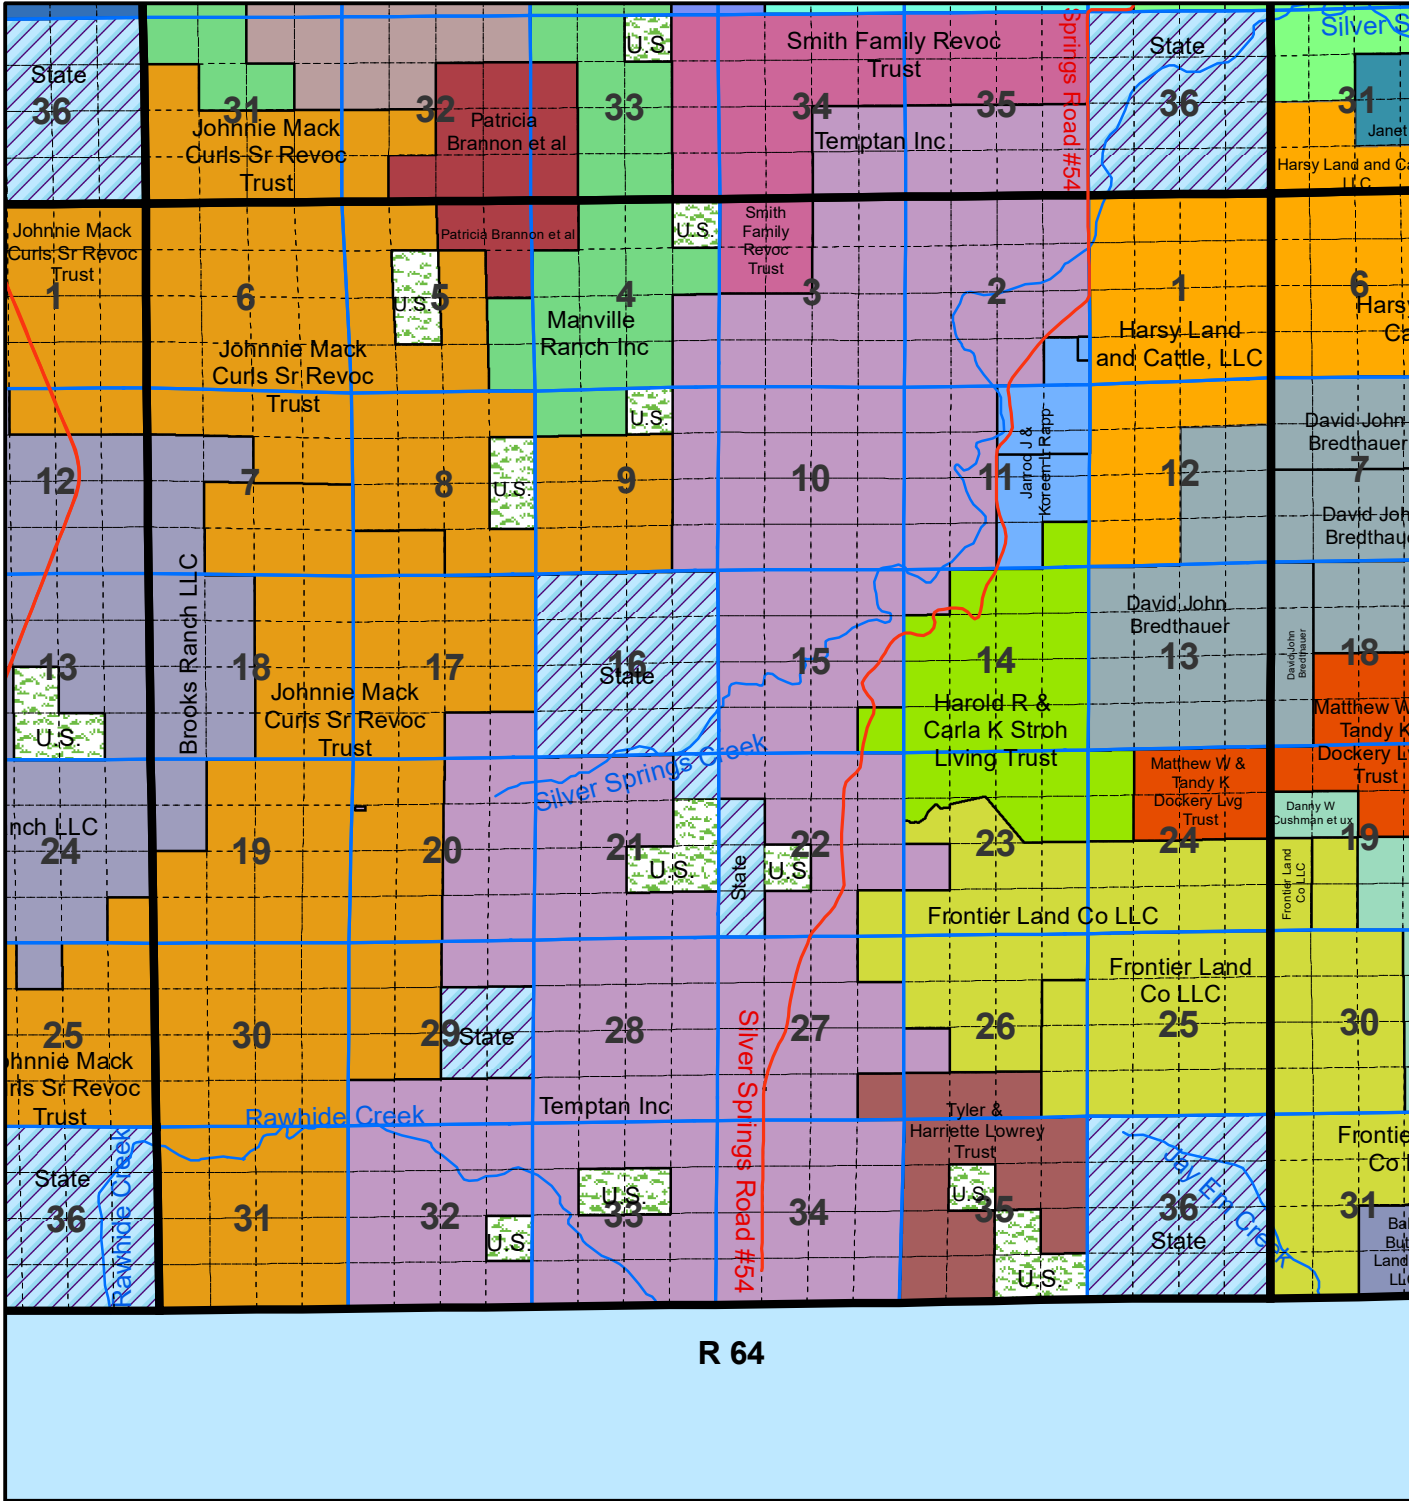 Silver S
U.S.
Smith Family Revoc
Trust
State
State
36
31
32
33
34
35
36
31
Johnnie Mack
Curls Sr Revoc
Trust
Patricia
Brannon et al
Temptan Inc
Springs Road #54
Janet
Harsy Land and Ca
LLC
Johnnie Mack
Curls Sr Revoc
Trust
1
6
U.S.
5
Patricia Brannon et al
4
U.S.
Smith
Family
Revoc
Trust
3
2
1
6
Harsy
Ca
Manville
Ranch Inc
Harsy Land
and Cattle, LLC
Johnnie Mack
Curls Sr Revoc
Trust
U.S.
David John
Bredthauer
12
7
8
U.S.
9
10
11
Jarrod J &
Koreen L Rapp
12
7
David Joh
Bredthaue
Brooks Ranch LLC
David John
Bredthauer
13
18
17
16
State
15
14
13
David John
Bredthauer
18
U.S.
Johnnie Mack
Curls Sr Revoc
Trust
Harold R &
Carla K Stroh
Living Trust
Matthew W
Tandy K
Dockery Lv
Trust
Silver Springs Creek
Matthew W &
Tandy K
Dockery Lvg
Trust
Danny W
Cushman et ux
nch LLC
24
19
20
21
U.S.
State
22
U.S.
23
24
19
Frontier Land
Co LLC
Frontier Land Co LLC
Frontier Land
Co LLC
25
30
29
State
28
27
26
25
30
ohnnie Mack
rls Sr Revoc
Trust
Silver Springs Road #54
Temptan Inc
Rawhide Creek
Tyler &
Harriette Lowrey
Trust
Frontie
Co l
State
36
Rawhide Creek
31
32
U.S.
U.S.
33
34
U.S.
35
U.S.
36
State
Jay Em Creek
31
Bal
But
Land
LLC
R 64